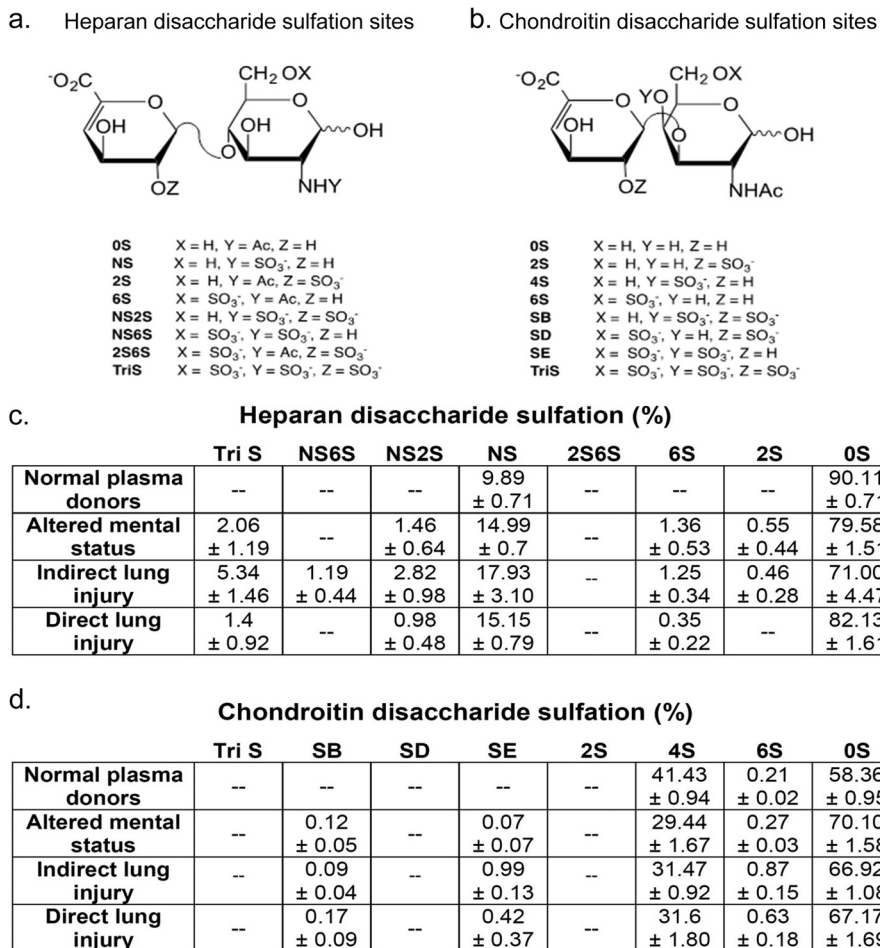 a. Heparan disaccharide sulfation sites
b. Chondroitin disaccharide sulfation sites
⁻O₂C
O
OH
OZ
CH₂OX
O
OH
O
OH
NHY
⁻O₂C
O
OH
OZ
CH₂OX
YO
O
O
OH
NHAc
0S X = H, Y = Ac, Z = H
NS X = H, Y = SO₃⁻, Z = H
2S X = H, Y = Ac, Z = SO₃⁻
6S X = SO₃⁻, Y = Ac, Z = H
NS2S X = H, Y = SO₃⁻, Z = SO₃⁻
NS6S X = SO₃⁻, Y = SO₃⁻, Z = H
2S6S X = SO₃⁻, Y = Ac, Z = SO₃⁻
TriS X = SO₃⁻, Y = SO₃⁻, Z = SO₃⁻
0S X = H, Y = H, Z = H
2S X = H, Y = H, Z = SO₃⁻
4S X = H, Y = SO₃⁻, Z = H
6S X = SO₃⁻, Y = H, Z = H
SB X = H, Y = SO₃⁻, Z = SO₃⁻
SD X = SO₃⁻, Y = H, Z = SO₃⁻
SE X = SO₃⁻, Y = SO₃⁻, Z = H
TriS X = SO₃⁻, Y = SO₃⁻, Z = SO₃⁻
c. Heparan disaccharide sulfation (%)
Tri S NS6S NS2S NS 2S6S 6S 2S 0S
Normal plasma donors -- -- -- 9.89 ± 0.71 -- -- -- 90.11 ± 0.71
Altered mental status 2.06 ± 1.19 -- 1.46 ± 0.64 14.99 ± 0.7 -- 1.36 ± 0.53 0.55 ± 0.44 79.58 ± 1.51
Indirect lung injury 5.34 ± 1.46 1.19 ± 0.44 2.82 ± 0.98 17.93 ± 3.10 -- 1.25 ± 0.34 0.46 ± 0.28 71.00 ± 4.47
Direct lung injury 1.4 ± 0.92 -- 0.98 ± 0.48 15.15 ± 0.79 -- 0.35 ± 0.22 -- 82.13 ± 1.61
d. Chondroitin disaccharide sulfation (%)
Tri S SB SD SE 2S 4S 6S 0S
Normal plasma donors -- -- -- -- -- 41.43 ± 0.94 0.21 ± 0.02 58.36 ± 0.95
Altered mental status -- 0.12 ± 0.05 -- 0.07 ± 0.07 -- 29.44 ± 1.67 0.27 ± 0.03 70.10 ± 1.58
Indirect lung injury -- 0.09 ± 0.04 -- 0.99 ± 0.13 -- 31.47 ± 0.92 0.87 ± 0.15 66.92 ± 1.08
Direct lung injury -- 0.17 ± 0.09 -- 0.42 ± 0.37 -- 31.6 ± 1.80 0.63 ± 0.18 67.17 ± 1.69